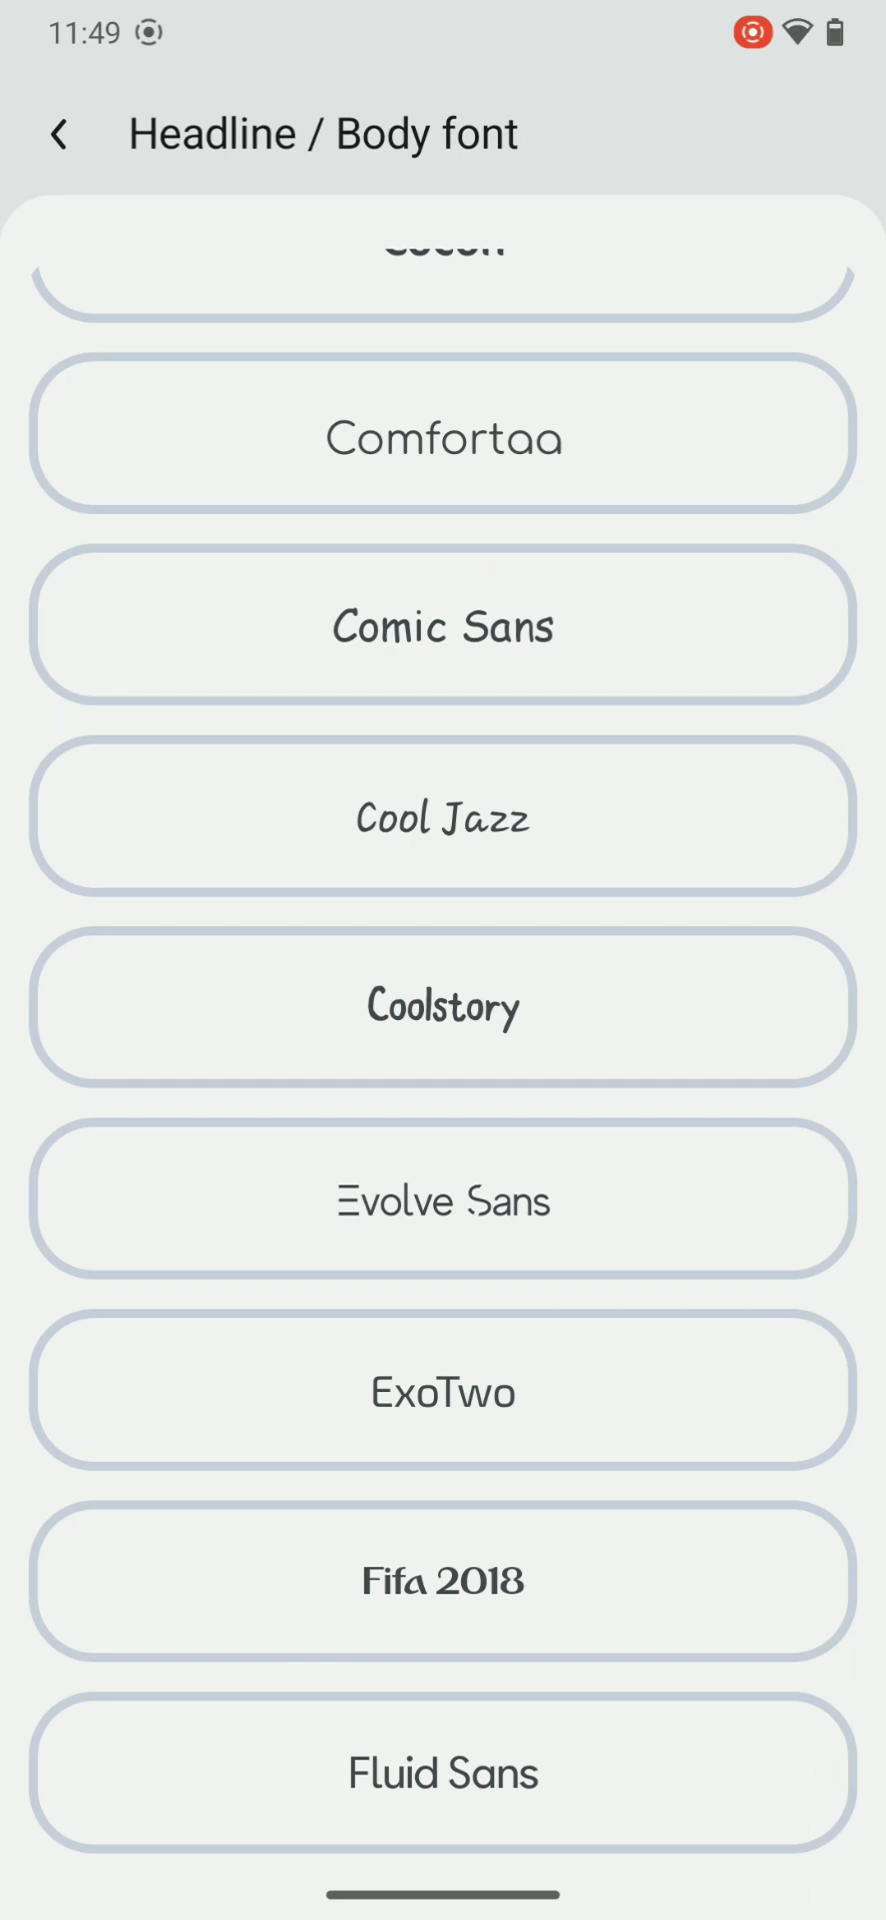 11:49
Headline / Body font
Comfortaa
Comic Sans
Cool Jazz
Coolstory
Evolve Sans
ExoTwo
Fifa 2018
Fluid Sans